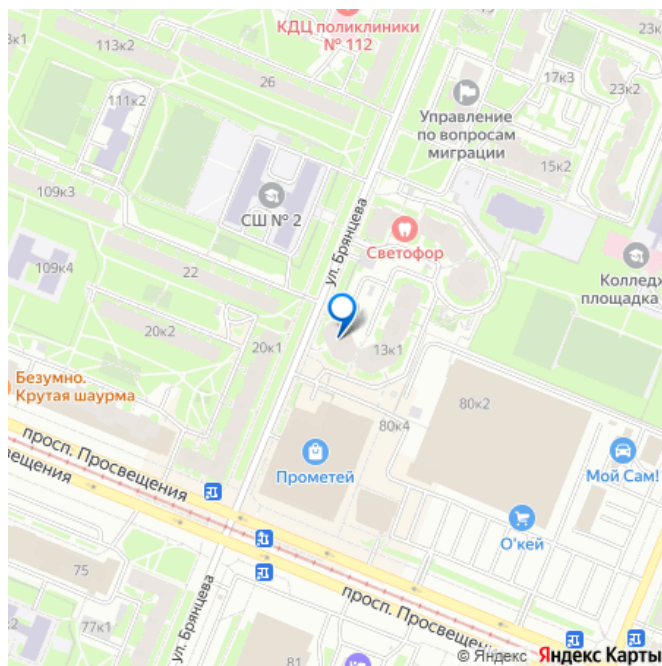 КДЦ поликлиники
№ 112
113к2
24к
23к
26
17к3
23к2
111к2
Управление
по вопросам
миграции
15к2
109к3
СШ № 2
ул. Брянцева
Светофор
109к4
Колледж
площадка
22
20к2
20к1
13к1
Безумно.
Крутая шаурма
80к2
80к4
просп. Просвещения
Прометей
Мой Сам!
О'кей
75
просп. Просвещения
ул. Брянцева
77к1
81
© Яндекс Яндекс Карты